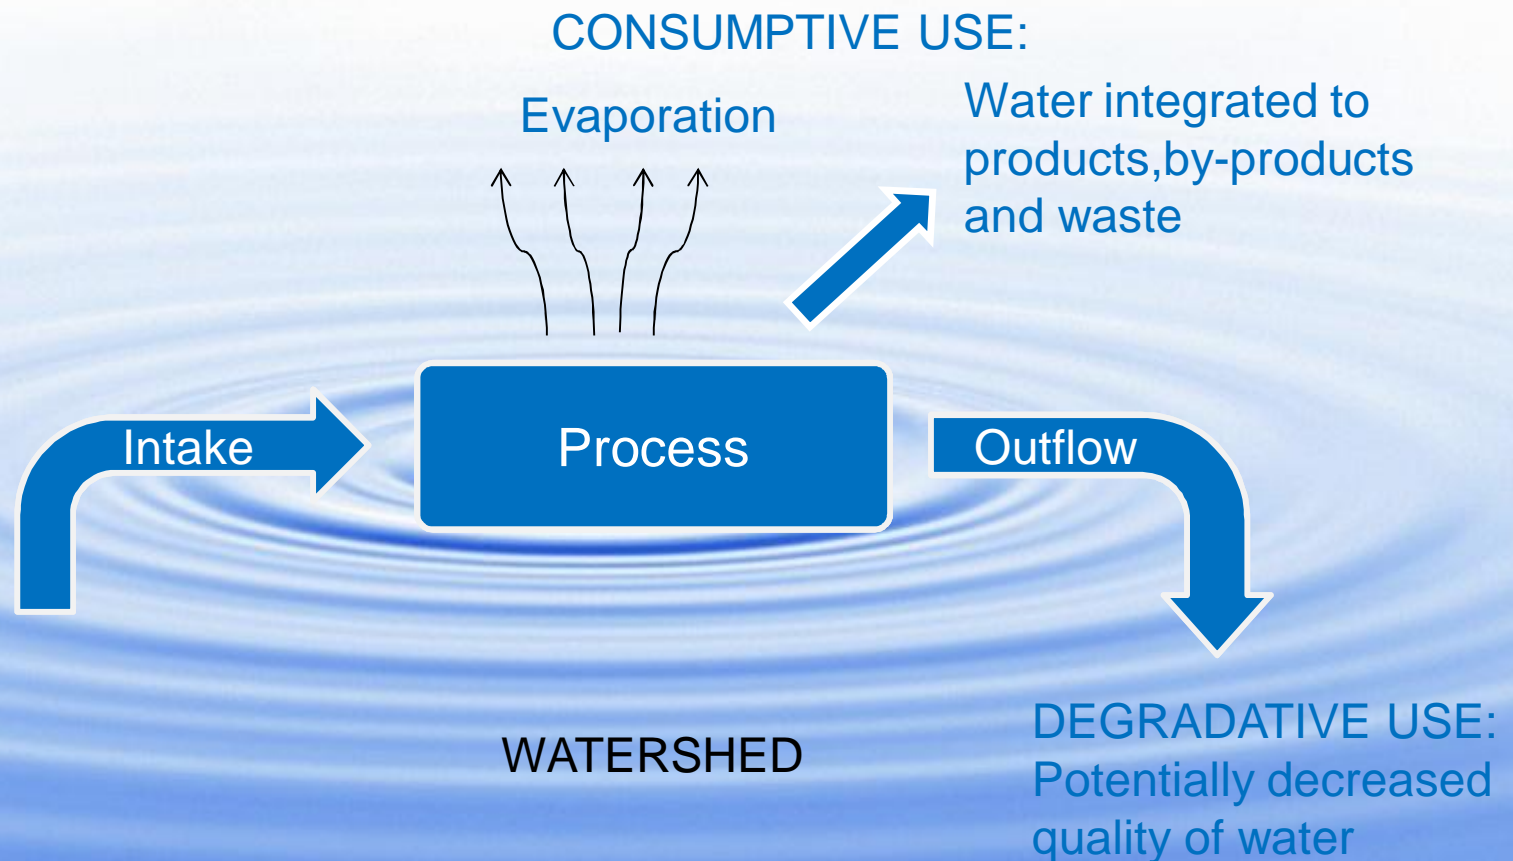 CONSUMPTIVE USE:
Evaporation
Water integrated to
products,by-products
and waste
Intake
Process
Outflow
WATERSHED
DEGRADATIVE USE:
Potentially decreased
quality of water